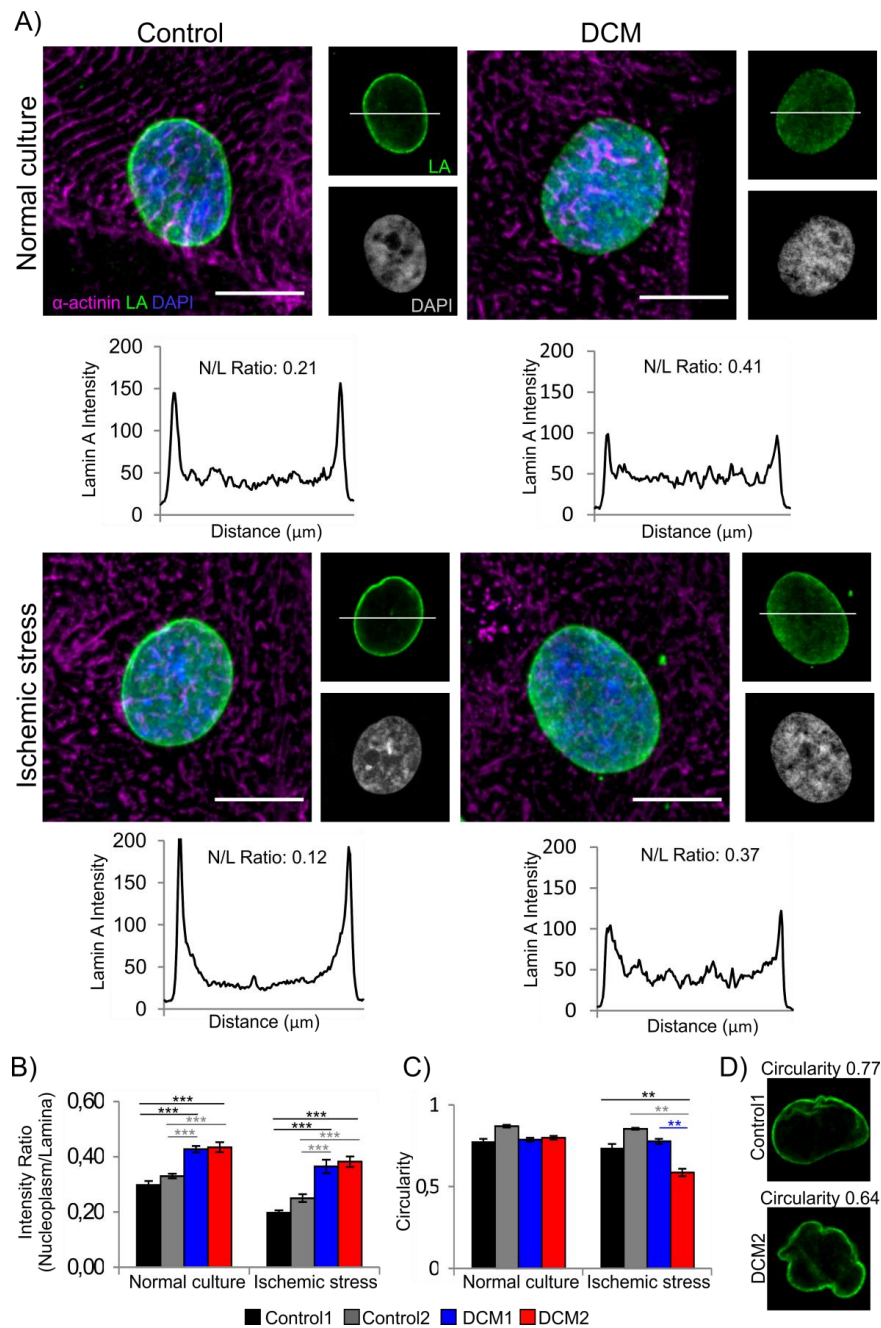 A)
Control
DCM
Normal culture
LA
α-actinin LA DAPI
DAPI
200
150
100
50
0
Lamin A Intensity
N/L Ratio: 0.21
Distance (µm)
200
150
100
50
0
Lamin A Intensity
N/L Ratio: 0.41
Distance (µm)
Ischemic stress
200
150
100
50
0
Lamin A Intensity
N/L Ratio: 0.12
Distance (µm)
200
150
100
50
0
Lamin A Intensity
N/L Ratio: 0.37
Distance (µm)
B)
Intensity Ratio
(Nucleoplasm/Lamina)
0,60
0,40
0,20
0,00
***
***
***
***
***
***
***
***
Normal culture
Ischemic stress
C)
Circularity
1
0,5
0
**
**
**
Normal culture
Ischemic stress
D)
Circularity 0.77
Control1
Circularity 0.64
DCM2
Control1
Control2
DCM1
DCM2